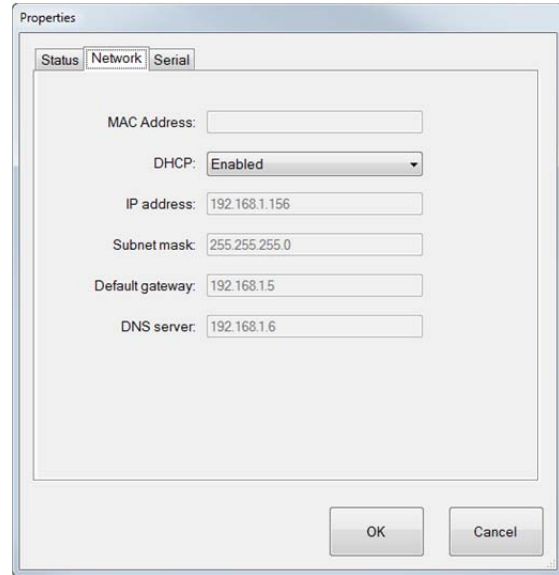 Properties
Status Network Serial
MAC Address:
DHCP: Enabled
IP address: 192.168.1.156
Subnet mask: 255.255.255.0
Default gateway: 192.168.1.5
DNS server: 192.168.1.6
OK Cancel